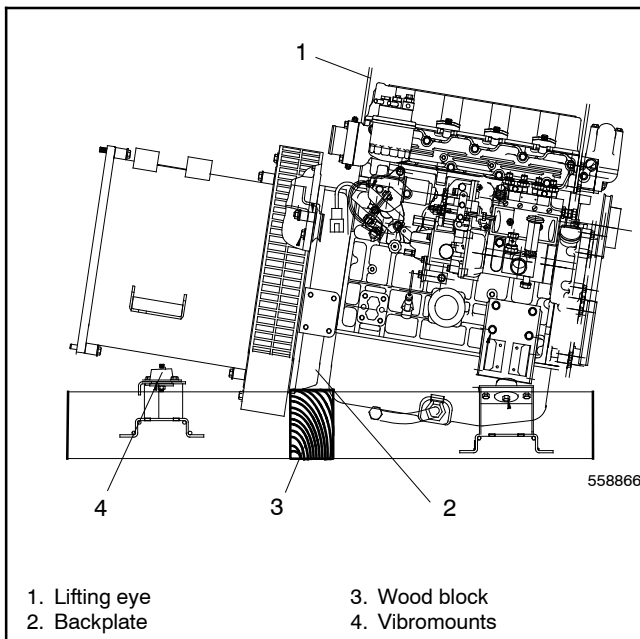 1
558866
4
3
2
1. Lifting eye
2. Backplate
3. Wood block
4. Vibromounts